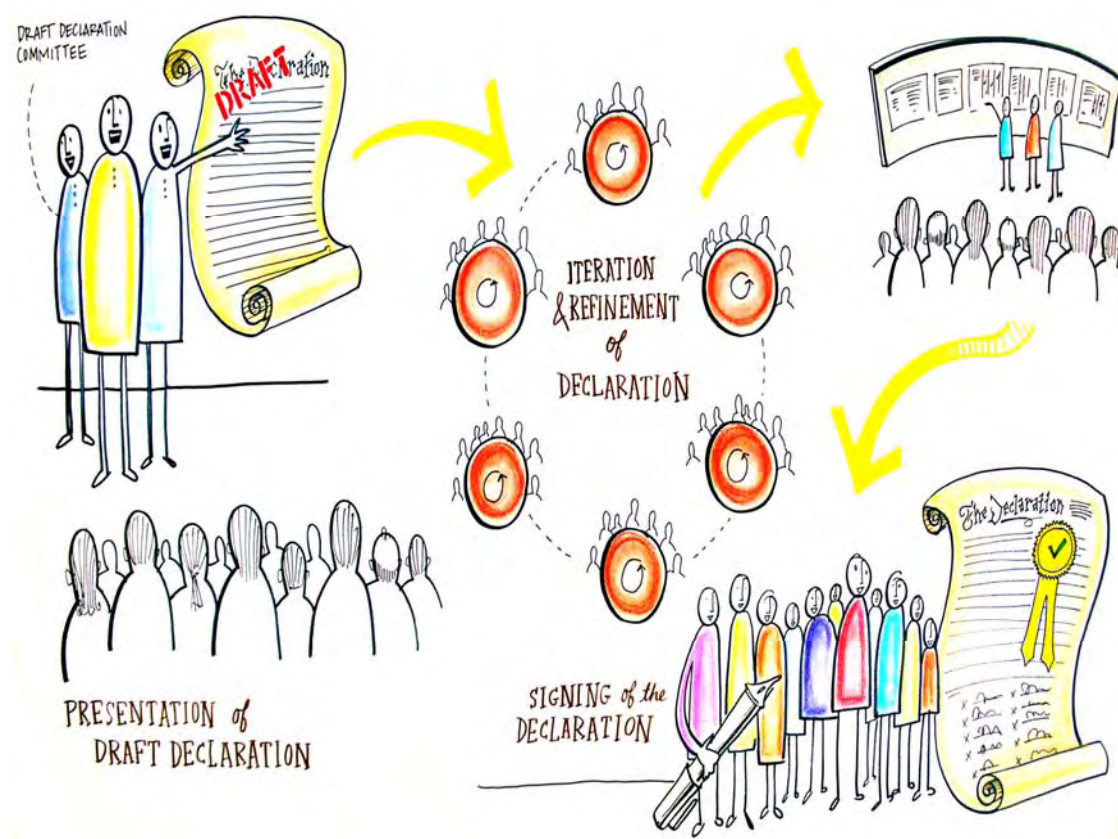 DRAFT DECLARATION
COMMITTEE
The Declaration
DRAFT
ITERATION
& REFINEMENT
of
DECLARATION
PRESENTATION of
DRAFT DECLARATION
The Declaration
SIGNING of the
DECLARATION